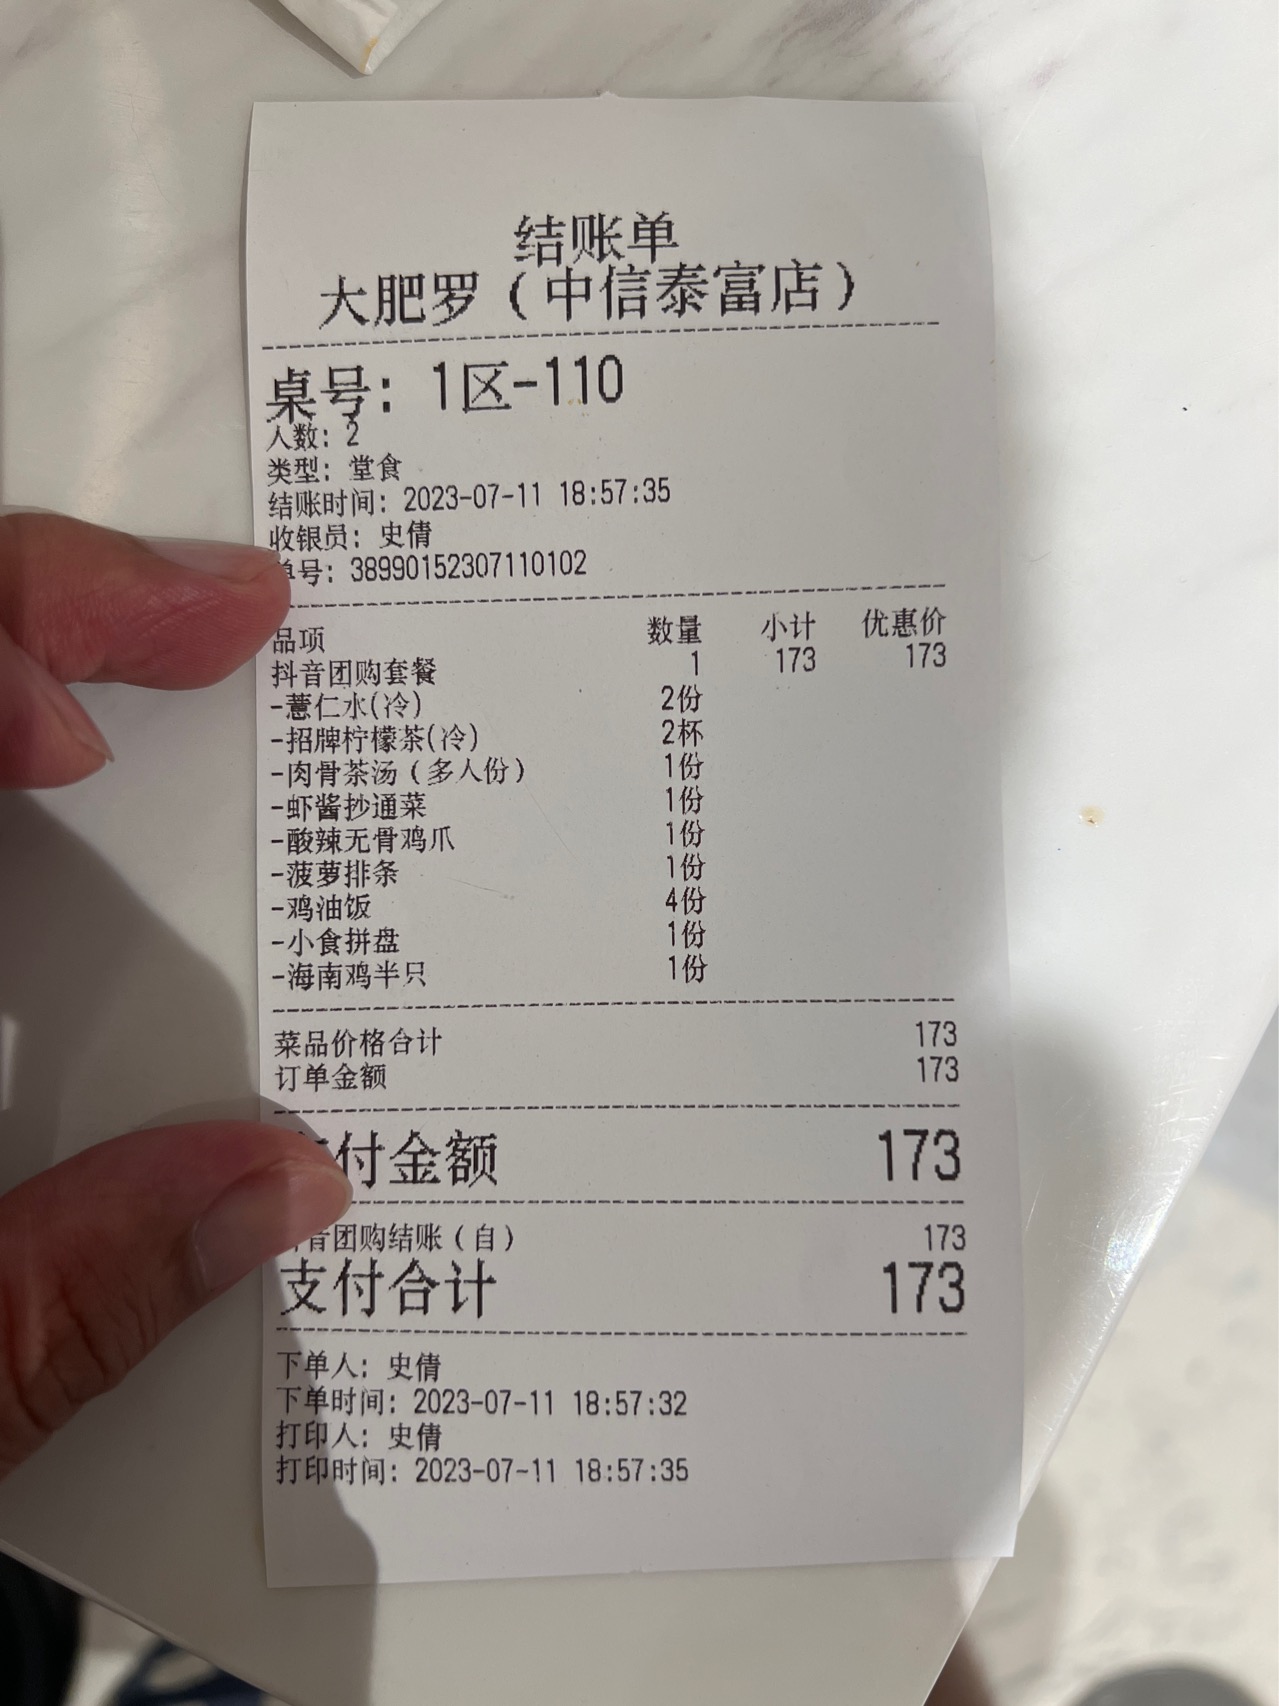 结账单
大肥罗（中信泰富店）
桌号：1区-110
人数：2
类型：堂食
结账时间：2023-07-11 18:57:35
收银员：史倩
单号：38990152307110102
品项 数量 小计 优惠价
抖音团购套餐 1 173 173
-薏仁水(冷) 2份
-招牌柠檬茶(冷) 2杯
-肉骨茶汤（多人份） 1份
-虾酱抄通菜 1份
-酸辣无骨鸡爪 1份
-菠萝排条 1份
-鸡油饭 4份
-小食拼盘 1份
-海南鸡半只 1份
菜品价格合计 173
订单金额 173
付金额 173
音团购结账（自） 173
支付合计 173
下单人：史倩
下单时间：2023-07-11 18:57:32
打印人：史倩
打印时间：2023-07-11 18:57:35